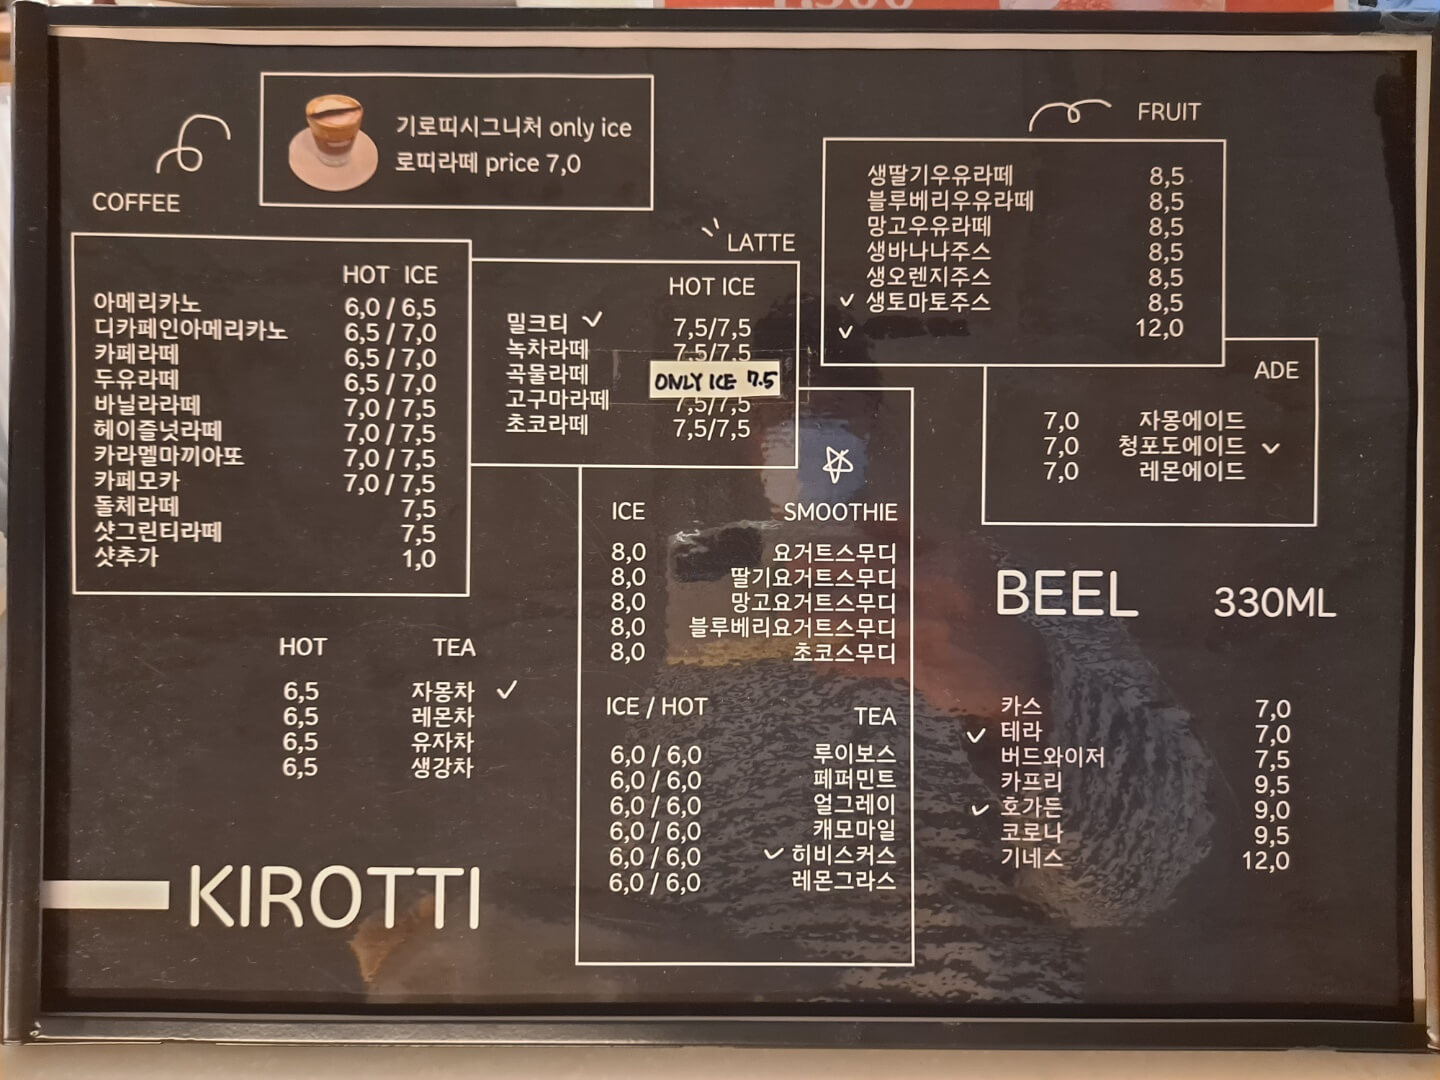 기로띠시그니처 only ice
로띠라떼 price 7,0
COFFEE
HOT ICE
아메리카노 6,0 / 6,5
디카페인아메리카노 6,5 / 7,0
카페라떼 6,5 / 7,0
두유라떼 6,5 / 7,0
바닐라라떼 7,0 / 7,5
헤이즐넛라떼 7,0 / 7,5
카라멜마끼아또 7,0 / 7,5
카페모카 7,0 / 7,5
돌체라떼 7,5
샷그린티라떼 7,5
샷추가 1,0
LATTE
HOT ICE
밀크티 7,5/7,5
녹차라떼 7,5/7,5
곡물라떼 ONLY ICE 7.5
고구마라떼 7,5/7,5
초코라떼 7,5/7,5
FRUIT
생딸기우유라떼 8,5
블루베리우유라떼 8,5
망고우유라떼 8,5
생바나나주스 8,5
생오렌지주스 8,5
생토마토주스 8,5
12,0
ADE
7,0 자몽에이드
7,0 청포도에이드
7,0 레몬에이드
ICE SMOOTHIE
8,0 요거트스무디
8,0 딸기요거트스무디
8,0 망고요거트스무디
8,0 블루베리요거트스무디
8,0 초코스무디
HOT TEA
6,5 자몽차
6,5 레몬차
6,5 유자차
6,5 생강차
ICE / HOT TEA
6,0 / 6,0 루이보스
6,0 / 6,0 페퍼민트
6,0 / 6,0 얼그레이
6,0 / 6,0 캐모마일
6,0 / 6,0 히비스커스
6,0 / 6,0 레몬그라스
BEEL 330ML
카스 7,0
테라 7,0
버드와이저 7,5
카프리 9,5
호가든 9,0
코로나 9,5
기네스 12,0
KIROTTI